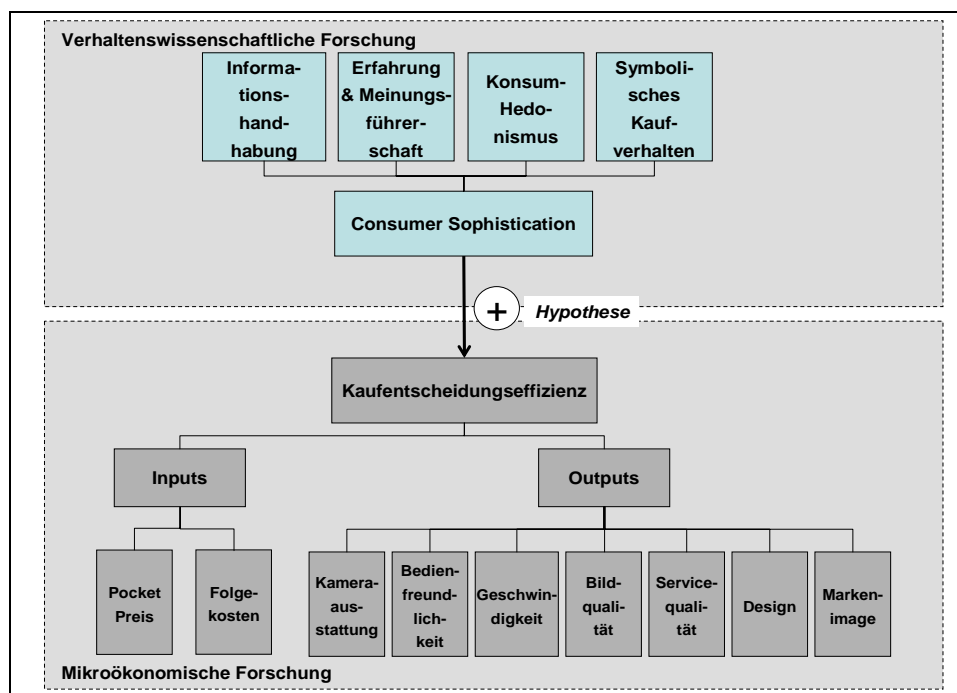 Verhaltenswissenschaftliche Forschung
Informa-
tions-
hand-
habung
Erfahrung
& Meinungs-
führer-
schaft
Konsum-
Hedo-
nismus
Symboli-
sches
Kauf-
verhalten
Consumer Sophistication
+
Hypothese
Kaufentscheidungseffizienz
Inputs
Outputs
Pocket
Preis
Folge-
kosten
Kamera-
aus-
stattung
Bedien-
freund-
lich-
keit
Geschwin-
digkeit
Bild-
quali-
tät
Service-
quali-
tät
Design
Marken-
image
Mikroökonomische Forschung